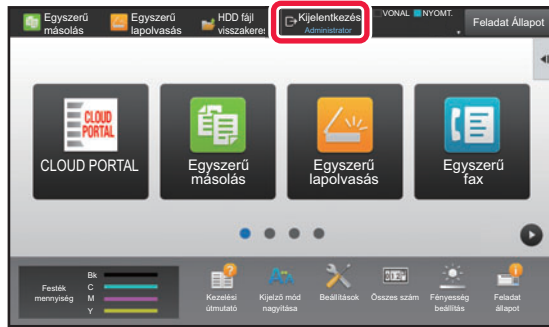 Egyszerű
másolás
Egyszerű
lapolvasás
HDD fájl
visszakeres
Kijelentkezés
Administrator
VONAL
NYOMT.
Feladat Állapot
CLOUD
PORTAL
CLOUD PORTAL
Egyszerű
másolás
Egyszerű
lapolvasás
Egyszerű
fax
Festék
mennyiség
Bk
C
M
Y
Kezelési
útmutató
Kijelző mód
nagyítása
Beállítások
Összes szám
Fényesség
beállítás
Feladat
állapot